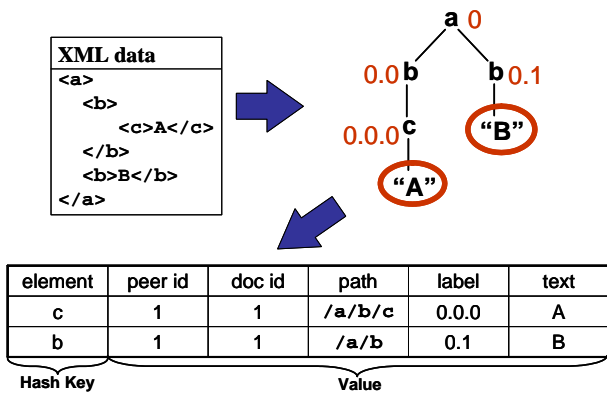 XML data
<a>
<b>
<c>A</c>
</b>
<b>B</b>
</a>
a 0
0.0 b
b 0.1
0.0.0 c
“B”
“A”
element peer id doc id path label text
c 1 1 /a/b/c 0.0.0 A
b 1 1 /a/b 0.1 B
Hash Key Value